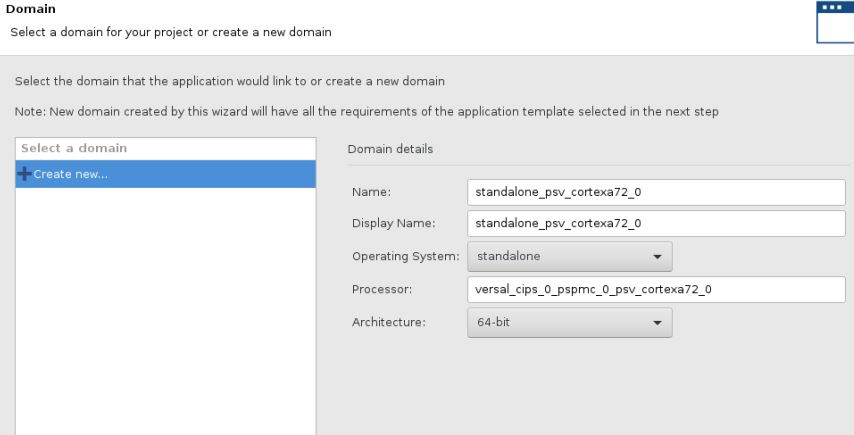 Domain
Select a domain for your project or create a new domain
Select the domain that the application would link to or create a new domain
Note: New domain created by this wizard will have all the requirements of the application template selected in the next step
Select a domain
Create new...
Domain details
Name: standalone_psv_cortexa72_0
Display Name: standalone_psv_cortexa72_0
Operating System: standalone
Processor: versal_cips_0_pspmc_0_psv_cortexa72_0
Architecture: 64-bit